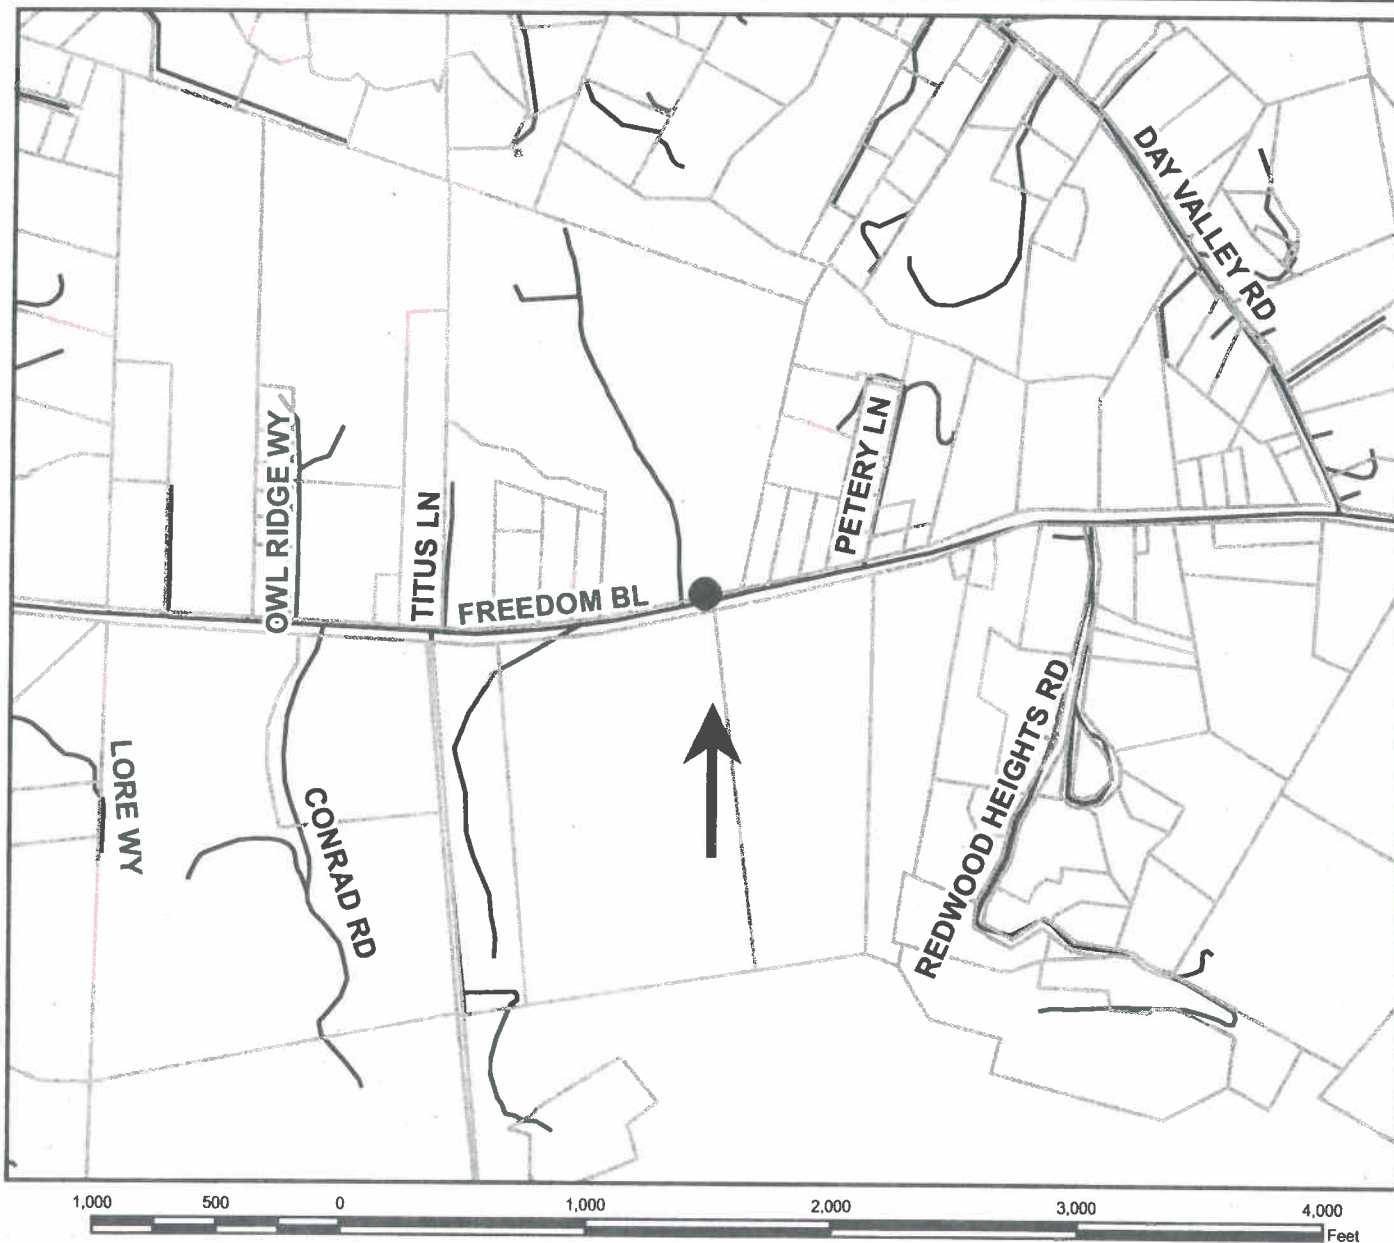 DAY VALLEY RD
OWL RIDGE WY
TITUS LN
PETERY LN
FREEDOM BL
LORE WY
CONRAD RD
REDWOOD HEIGHTS RD
1,000 500 0 1,000 2,000 3,000 4,000
Feet